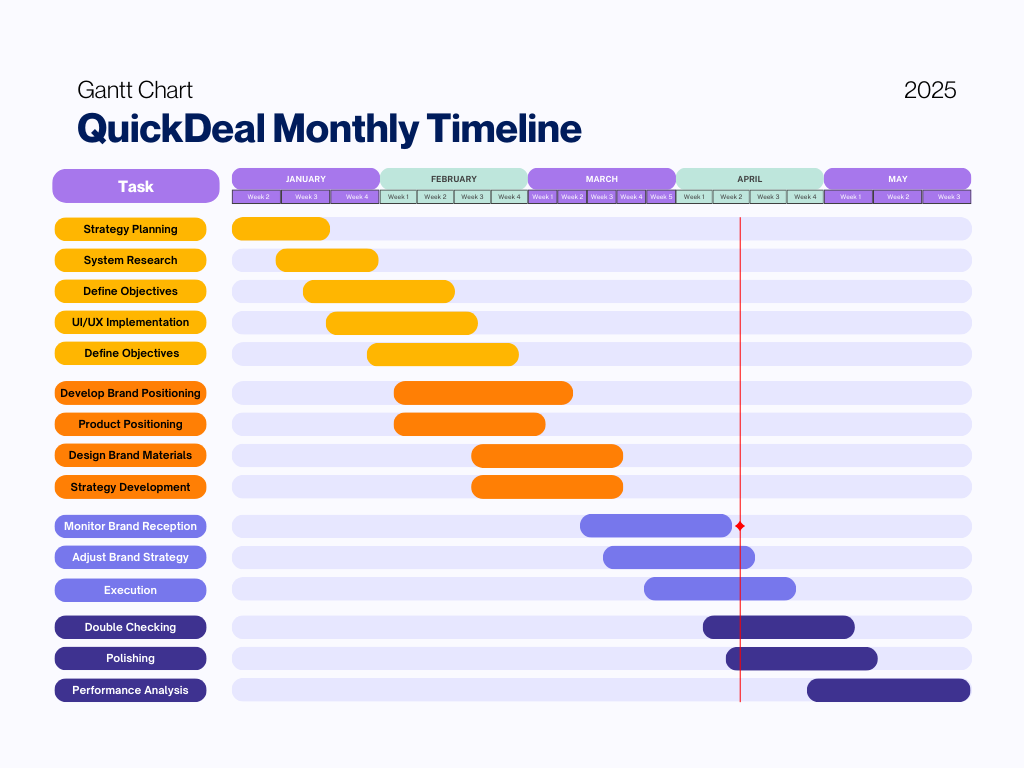 Gantt Chart
2025
QuickDeal Monthly Timeline
Task
JANUARY FEBRUARY MARCH APRIL MAY
Week 2 Week 3 Week 4 Week 1 Week 2 Week 3 Week 4 Week 1 Week 2 Week 3 Week 4 Week 5 Week 1 Week 2 Week 3 Week 4 Week 1 Week 2 Week 3
Strategy Planning
System Research
Define Objectives
UI/UX Implementation
Define Objectives
Develop Brand Positioning
Product Positioning
Design Brand Materials
Strategy Development
Monitor Brand Reception
Adjust Brand Strategy
Execution
Double Checking
Polishing
Performance Analysis